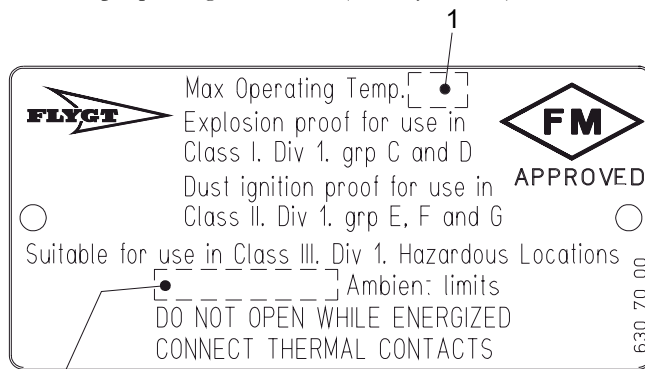 1
Max Operating Temp.
FLYGT
Explosion proof for use in
FM
Class I. Div 1. grp C and D
APPROVED
Dust ignition proof for use in
Class II. Div 1. grp E, F and G
Suitable for use in Class III. Div 1. Hazardous Locations
Ambient limits
DO NOT OPEN WHILE ENERGIZED
CONNECT THERMAL CONTACTS
630 70 00